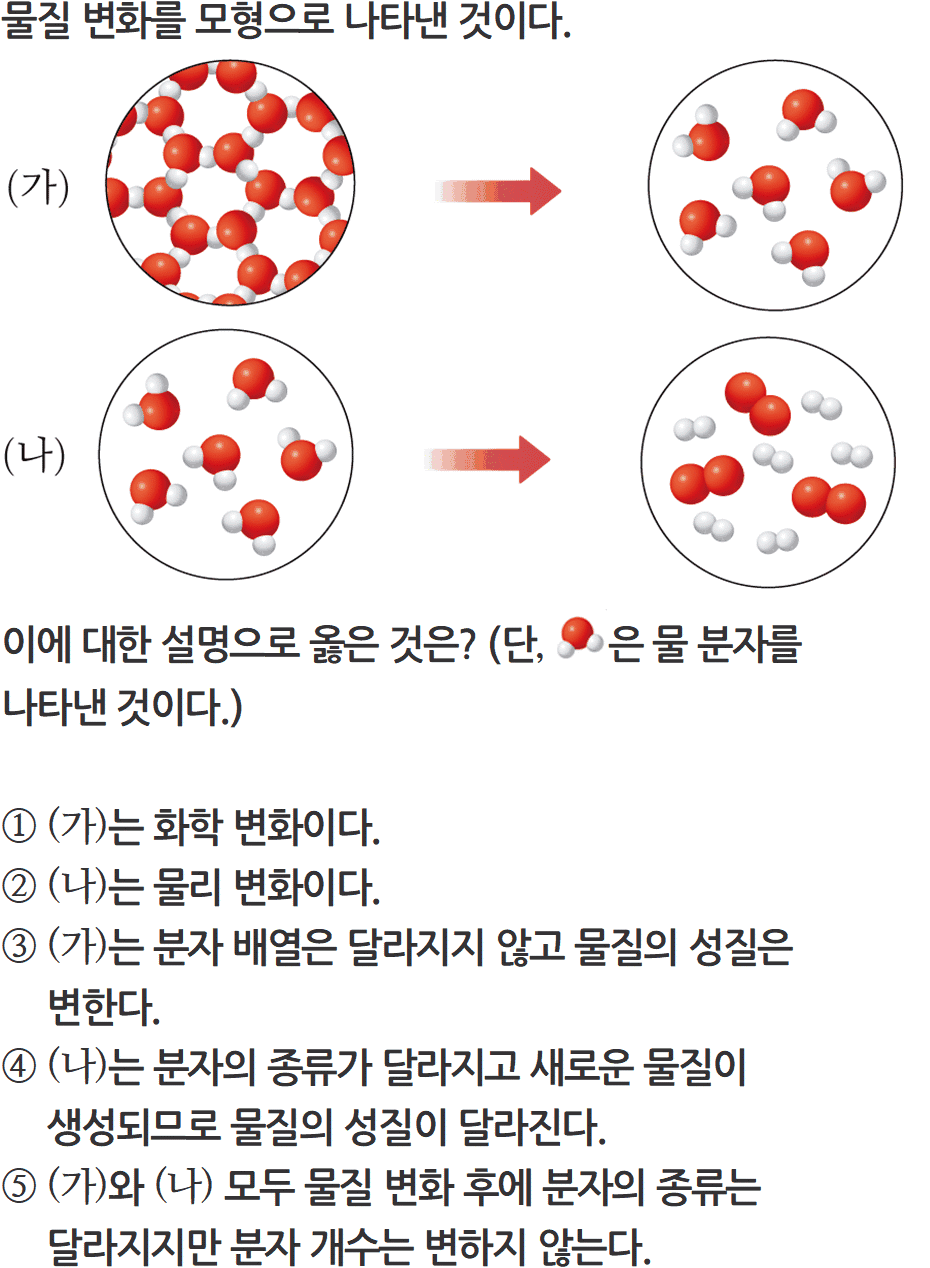 물질 변화를 모형으로 나타낸 것이다.
(가)
(나)
이에 대한 설명으로 옳은 것은? (단, 은 물 분자를
나타낸 것이다.)
① (가)는 화학 변화이다.
② (나)는 물리 변화이다.
③ (가)는 분자 배열은 달라지지 않고 물질의 성질은
변한다.
④ (나)는 분자의 종류가 달라지고 새로운 물질이
생성되므로 물질의 성질이 달라진다.
⑤ (가)와 (나) 모두 물질 변화 후에 분자의 종류는
달라지지만 분자 개수는 변하지 않는다.